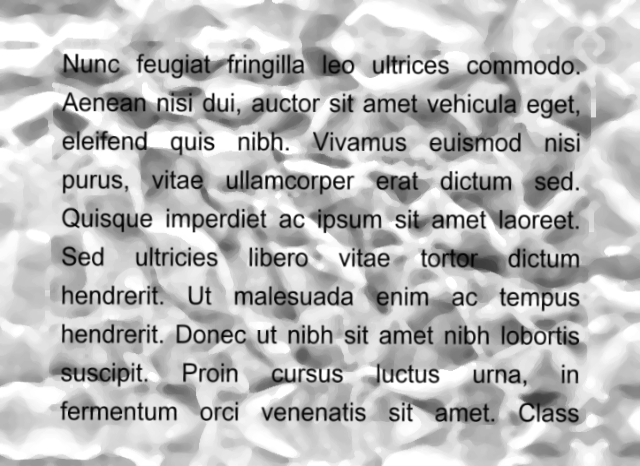 Nunc feugiat fringilla leo ultrices commodo.
Aenean nisi dui, auctor sit amet vehicula eget,
eleifend quis nibh. Vivamus euismod nisi
purus, vitae ullamcorper erat dictum sed.
Quisque imperdiet ac ipsum sit amet laoreet.
Sed ultricies libero vitae tortor dictum
hendrerit. Ut malesuada enim ac tempus
hendrerit. Donec ut nibh sit amet nibh lobortis
suscipit. Proin cursus luctus urna, in
fermentum orci venenatis sit amet. Class